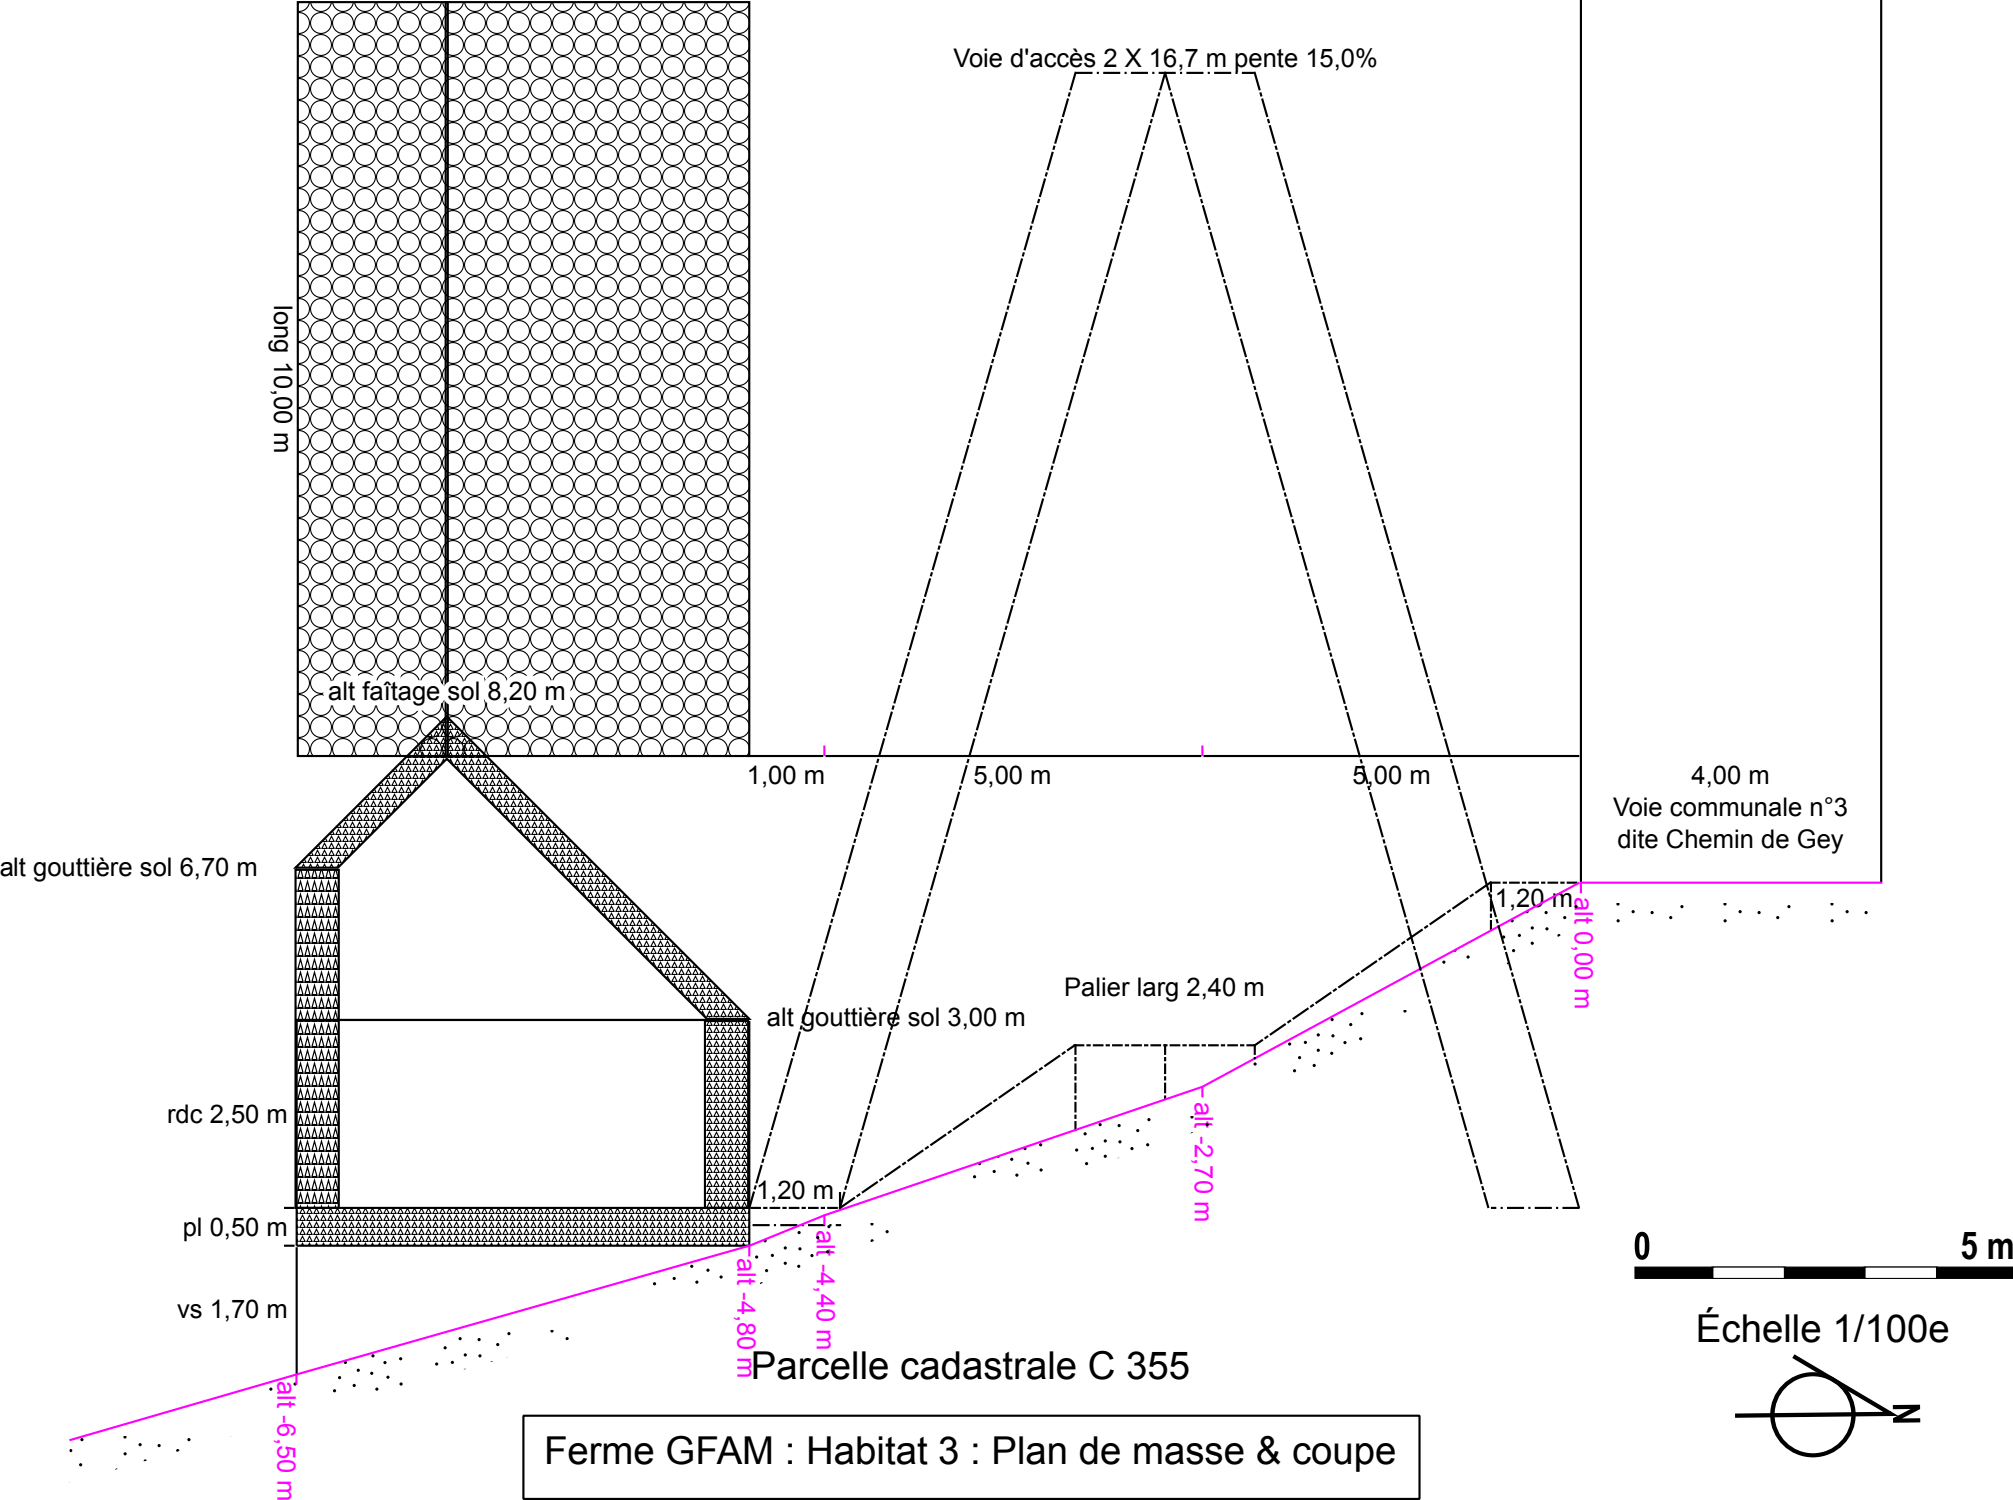 Voie d'accès 2 X 16,7 m pente 15,0%
long 10,00 m
alt faîtage sol 8,20 m
1,00 m
5,00 m
5,00 m
4,00 m
Voie communale n°3
dite Chemin de Gey
alt gouttière sol 6,70 m
1,20 m
alt 0,00 m
Palier larg 2,40 m
alt gouttière sol 3,00 m
rdc 2,50 m
alt -2,70 m
1,20 m
pl 0,50 m
alt -4,40 m
alt -4,80 m
0 5 m
vs 1,70 m
Échelle 1/100e
Parcelle cadastrale C 355
alt -6,50 m
N
Ferme GFAM : Habitat 3 : Plan de masse & coupe